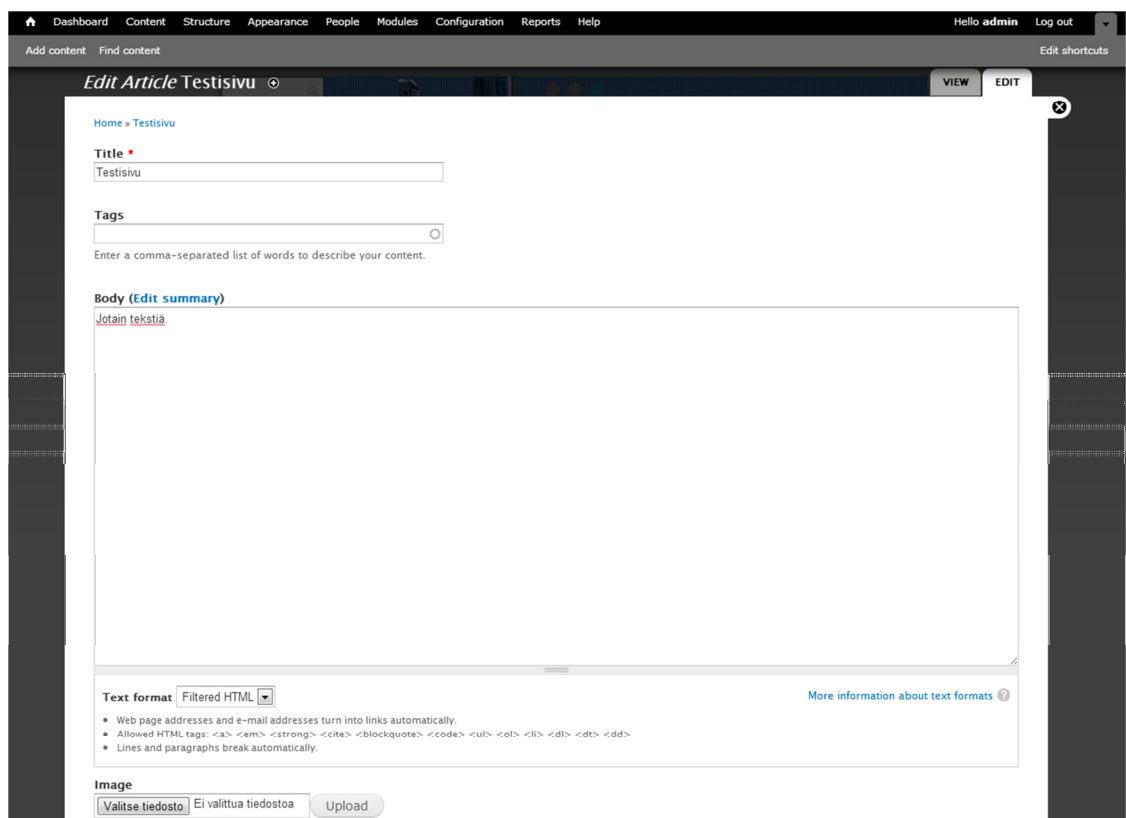 Dashboard Content Structure Appearance People Modules Configuration Reports Help Hello admin Log out
Add content Find content Edit shortcuts
Edit Article Testisivu VIEW EDIT
Home » Testisivu
Title *
Testisivu
Tags
Enter a comma-separated list of words to describe your content.
Body (Edit summary)
Jotain tekstiä.
Text format Filtered HTML More information about text formats ?
• Web page addresses and e-mail addresses turn into links automatically.
• Allowed HTML tags: <a> <em> <strong> <cite> <blockquote> <code> <ul> <ol> <li> <dl> <dt> <dd>
• Lines and paragraphs break automatically.
Image
Valitse tiedosto Ei valittua tiedostoa Upload